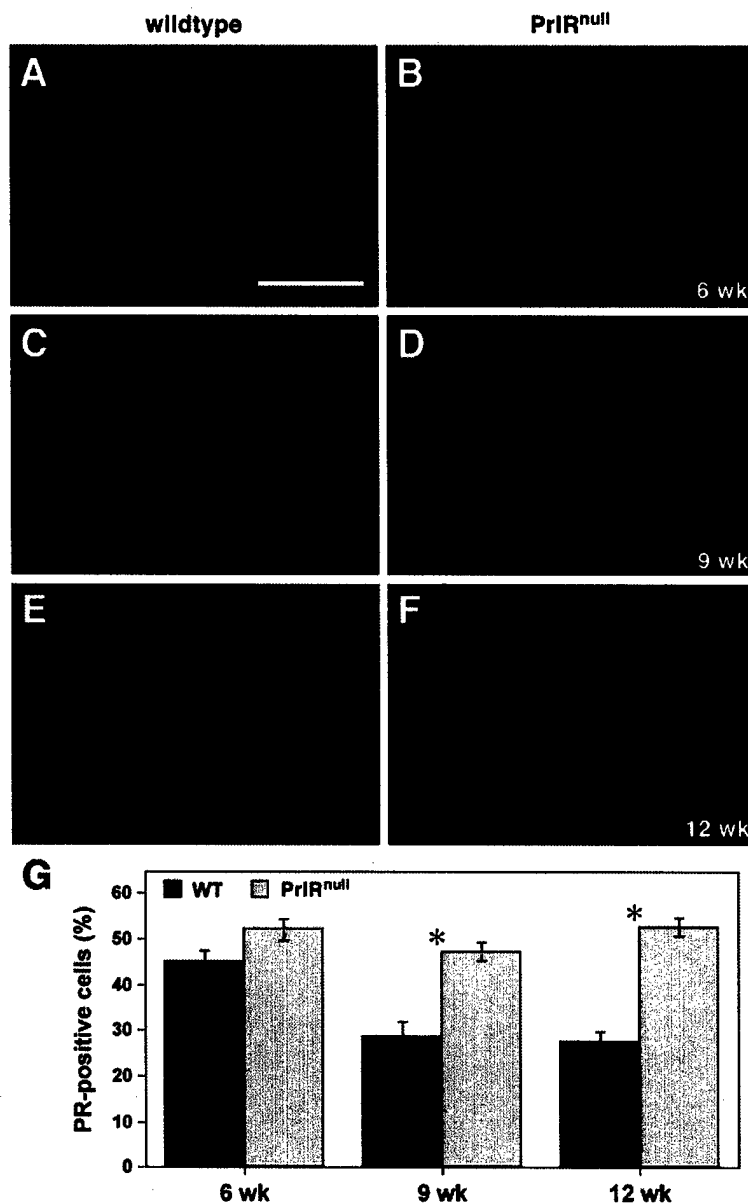 wildtype PrlR^null
A B
6 wk
C D
9 wk
E F
12 wk
G
WT PrlR^null
PR-positive cells (%)
60
50
40
30
20
10
0
* *
6 wk 9 wk 12 wk